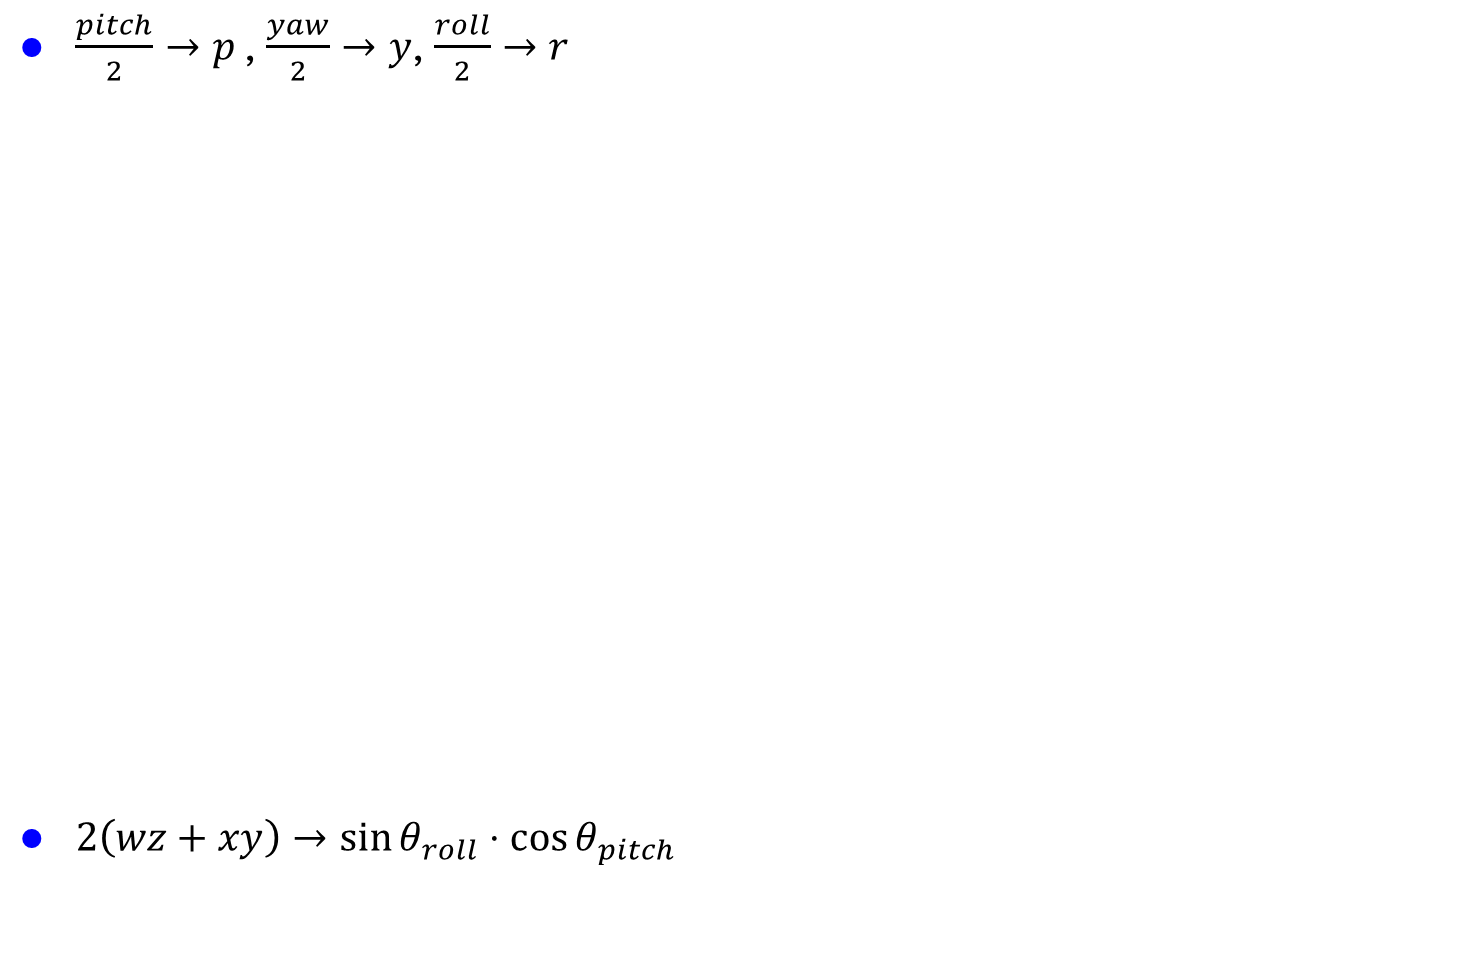 ● pitch/2 → p , yaw/2 → y, roll/2 → r
● 2(wz + xy) → sin θ_roll · cos θ_pitch